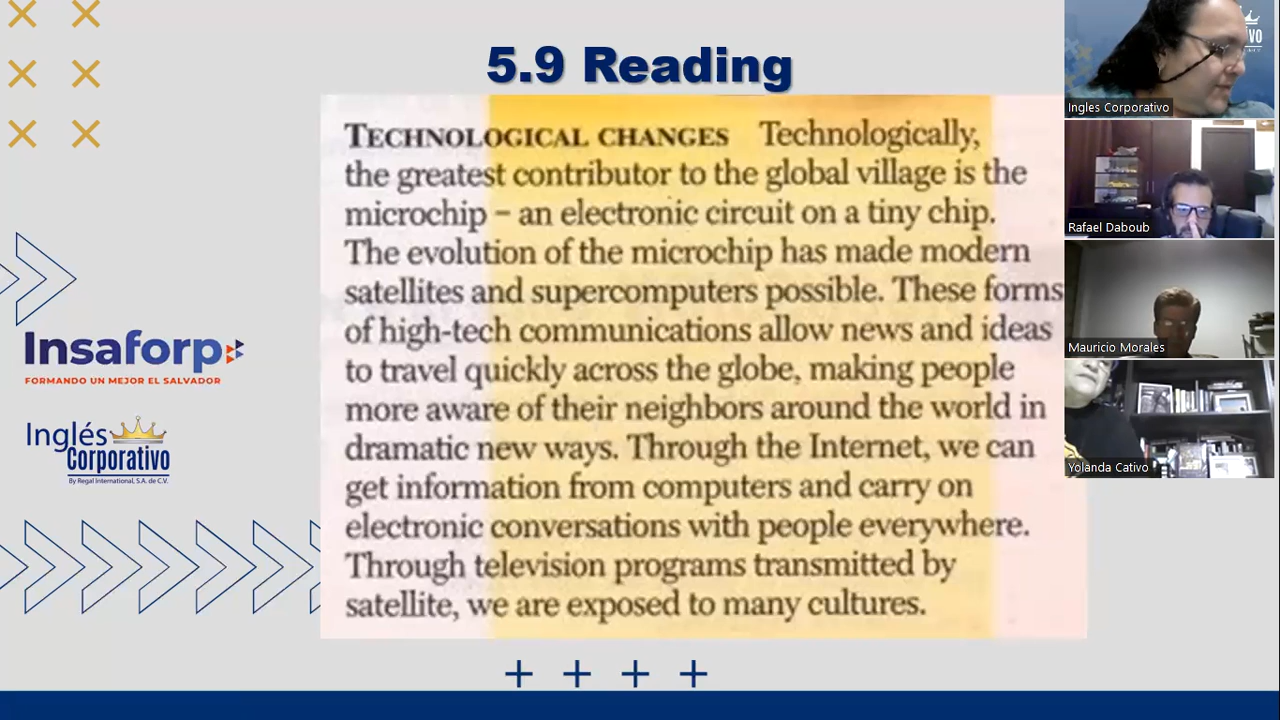 5.9 Reading
TECHNOLOGICAL CHANGES Technologically,
the greatest contributor to the global village is the
microchip – an electronic circuit on a tiny chip.
The evolution of the microchip has made modern
satellites and supercomputers possible. These forms
of high-tech communications allow news and ideas
to travel quickly across the globe, making people
more aware of their neighbors around the world in
dramatic new ways. Through the Internet, we can
get information from computers and carry on
electronic conversations with people everywhere.
Through television programs transmitted by
satellite, we are exposed to many cultures.
Insaforp
FORMANDO UN MEJOR EL SALVADOR
Inglés
Corporativo
By Regal International, S.A. de C.V.
Ingles Corporativo
Rafael Daboub
Mauricio Morales
Yolanda Cativo